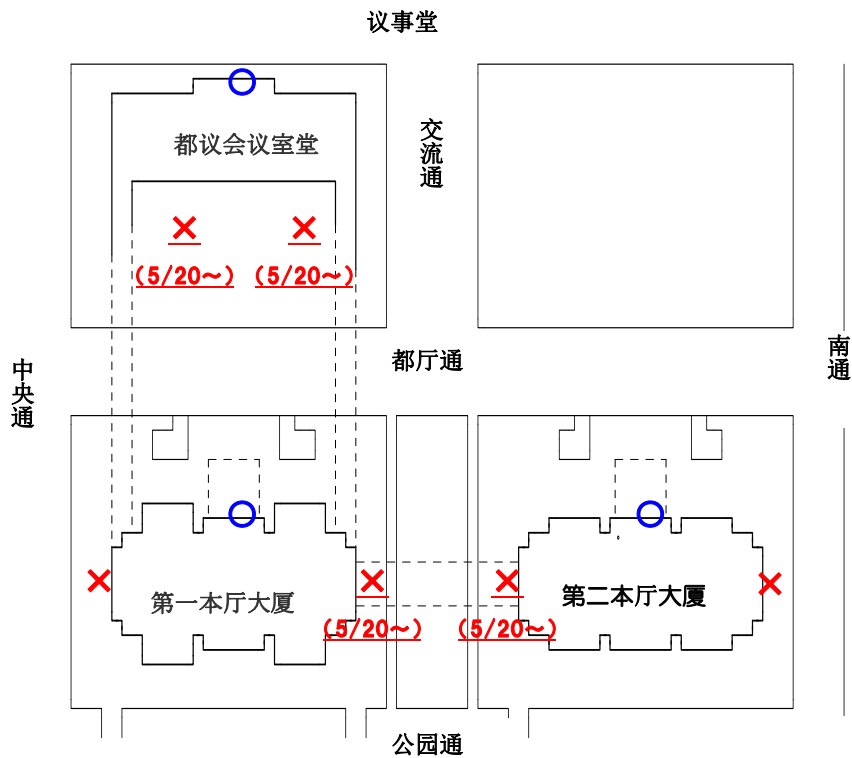 议事堂
都议会议室堂
交流通
(5/20～)
(5/20～)
中央通
都厅通
南通
第一本厅大厦
第二本厅大厦
(5/20～)
(5/20～)
公园通